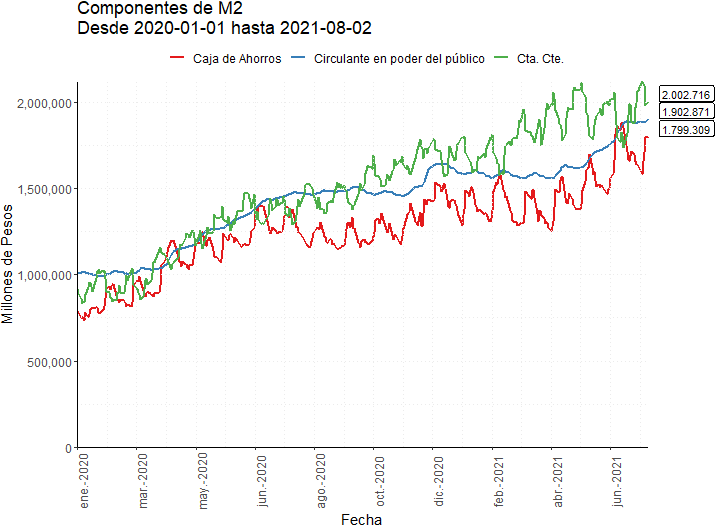 Componentes de M2
Desde 2020-01-01 hasta 2021-08-02
Caja de Ahorros Circulante en poder del público Cta. Cte.
Millones de Pesos
2,000,000
1,500,000
1,000,000
500,000
0
2.002.716
1.902.871
1.799.309
ene.-2020
mar.-2020
may.-2020
jun.-2020
ago.-2020
oct.-2020
dic.-2020
feb.-2021
abr.-2021
jun.-2021
Fecha